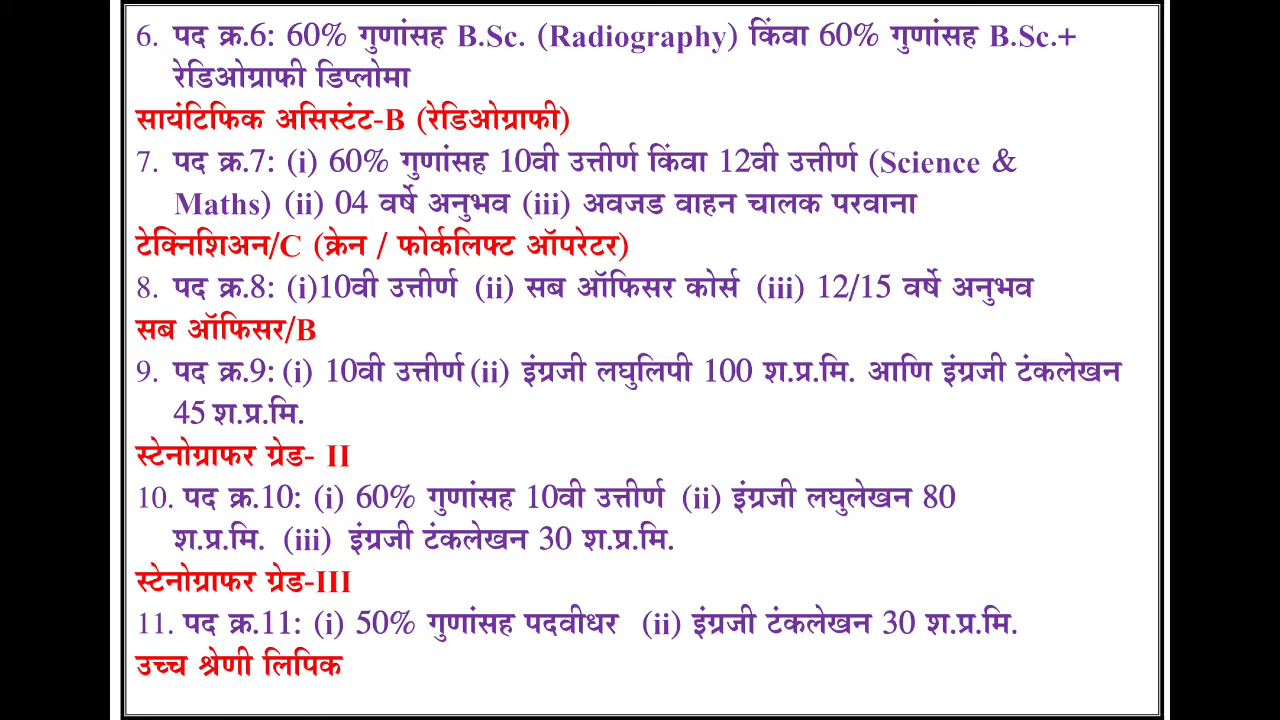 6. पद क्र.6: 60% गुणांसह B.Sc. (Radiography) किंवा 60% गुणांसह B.Sc.+
रेडिओग्राफी डिप्लोमा
सायंटिफिक असिस्टंट-B (रेडिओग्राफी)
7. पद क्र.7: (i) 60% गुणांसह 10वी उत्तीर्ण किंवा 12वी उत्तीर्ण (Science &
Maths) (ii) 04 वर्षे अनुभव (iii) अवजड वाहन चालक परवाना
टेक्निशिअन/C (क्रेन / फोर्कलिफ्ट ऑपरेटर)
8. पद क्र.8: (i)10वी उत्तीर्ण (ii) सब ऑफिसर कोर्स (iii) 12/15 वर्षे अनुभव
सब ऑफिसर/B
9. पद क्र.9: (i) 10वी उत्तीर्ण (ii) इंग्रजी लघुलिपी 100 श.प्र.मि. आणि इंग्रजी टंकलेखन
45 श.प्र.मि.
स्टेनोग्राफर ग्रेड- II
10. पद क्र.10: (i) 60% गुणांसह 10वी उत्तीर्ण (ii) इंग्रजी लघुलेखन 80
श.प्र.मि. (iii) इंग्रजी टंकलेखन 30 श.प्र.मि.
स्टेनोग्राफर ग्रेड-III
11. पद क्र.11: (i) 50% गुणांसह पदवीधर (ii) इंग्रजी टंकलेखन 30 श.प्र.मि.
उच्च श्रेणी लिपिक